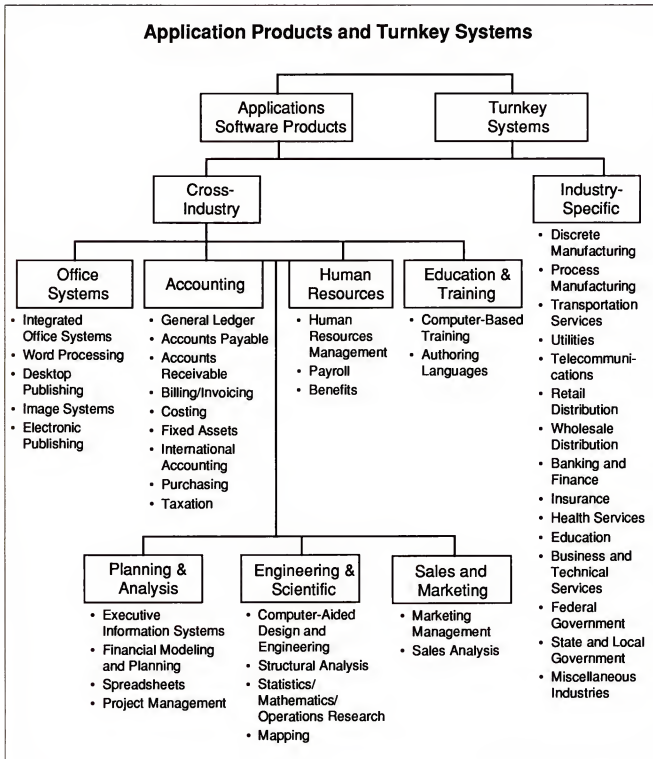 Application Products and Turnkey Systems
Applications
Software Products
Turnkey
Systems
Cross-
Industry
Industry-
Specific
• Discrete
Manufacturing
• Process
Manufacturing
• Transportation
Services
• Utilities
• Telecommuni-
cations
• Retail
Distribution
• Wholesale
Distribution
• Banking and
Finance
• Insurance
• Health Services
• Education
• Business and
Technical
Services
• Federal
Government
• State and Local
Government
• Miscellaneous
Industries
Office
Systems
• Integrated
Office Systems
• Word Processing
• Desktop
Publishing
• Image Systems
• Electronic
Publishing
Accounting
• General Ledger
• Accounts Payable
• Accounts
Receivable
• Billing/Invoicing
• Costing
• Fixed Assets
• International
Accounting
• Purchasing
• Taxation
Human
Resources
• Human
Resources
Management
• Payroll
• Benefits
Education &
Training
• Computer-Based
Training
• Authoring
Languages
Planning &
Analysis
• Executive
Information Systems
• Financial Modeling
and Planning
• Spreadsheets
• Project Management
Engineering &
Scientific
• Computer-Aided
Design and
Engineering
• Structural Analysis
• Statistics/
Mathematics/
Operations Research
• Mapping
Sales and
Marketing
• Marketing
Management
• Sales Analysis